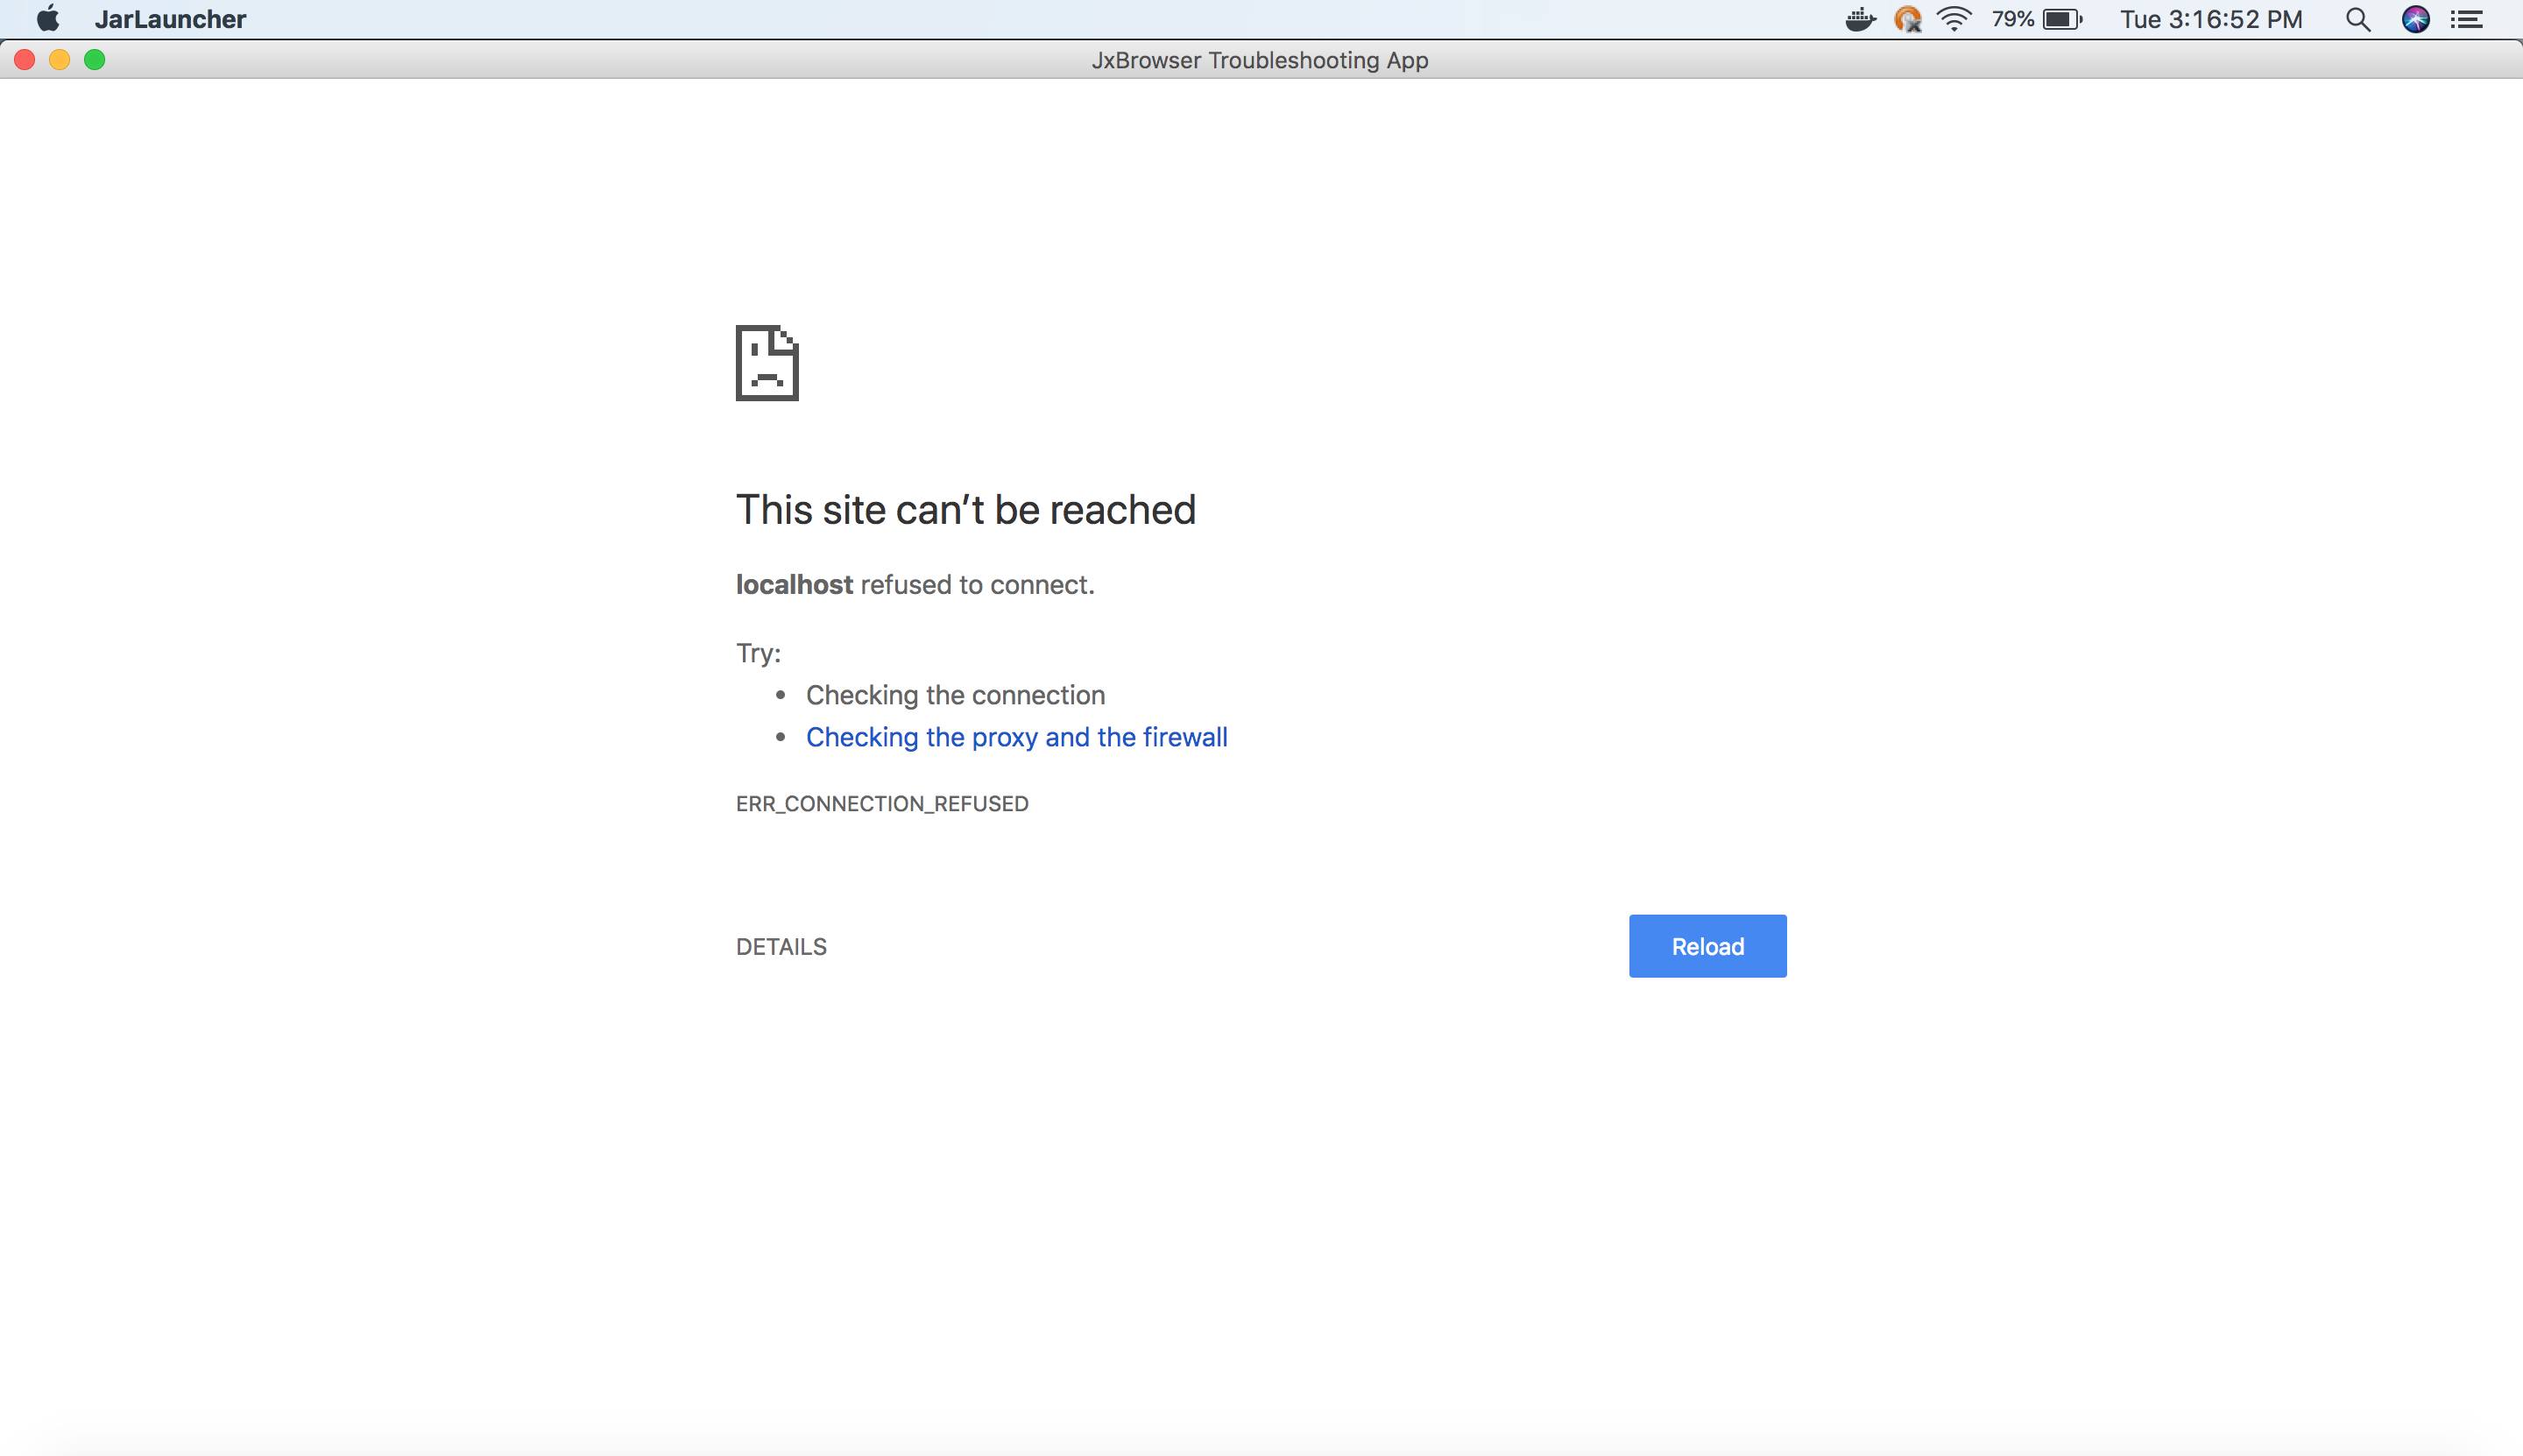 JarLauncher
79%
Tue 3:16:52 PM
JxBrowser Troubleshooting App
This site can’t be reached
localhost refused to connect.
Try:
• Checking the connection
• Checking the proxy and the firewall
ERR_CONNECTION_REFUSED
DETAILS
Reload